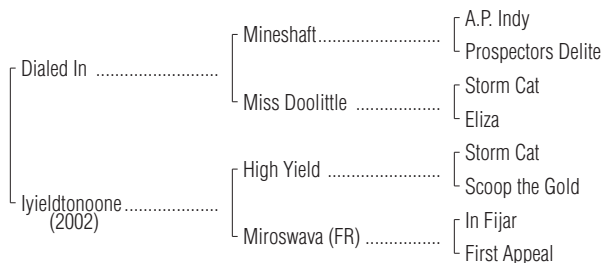 A.P. Indy
Mineshaft..............................
Prospectors Delite
Dialed In ..............................
Storm Cat
Miss Doolittle .....................
Eliza
Storm Cat
High Yield ............................
Scoop the Gold
Iyieldtonoone.......................
(2002)
In Fijar
Miroswava (FR) ..................
First Appeal